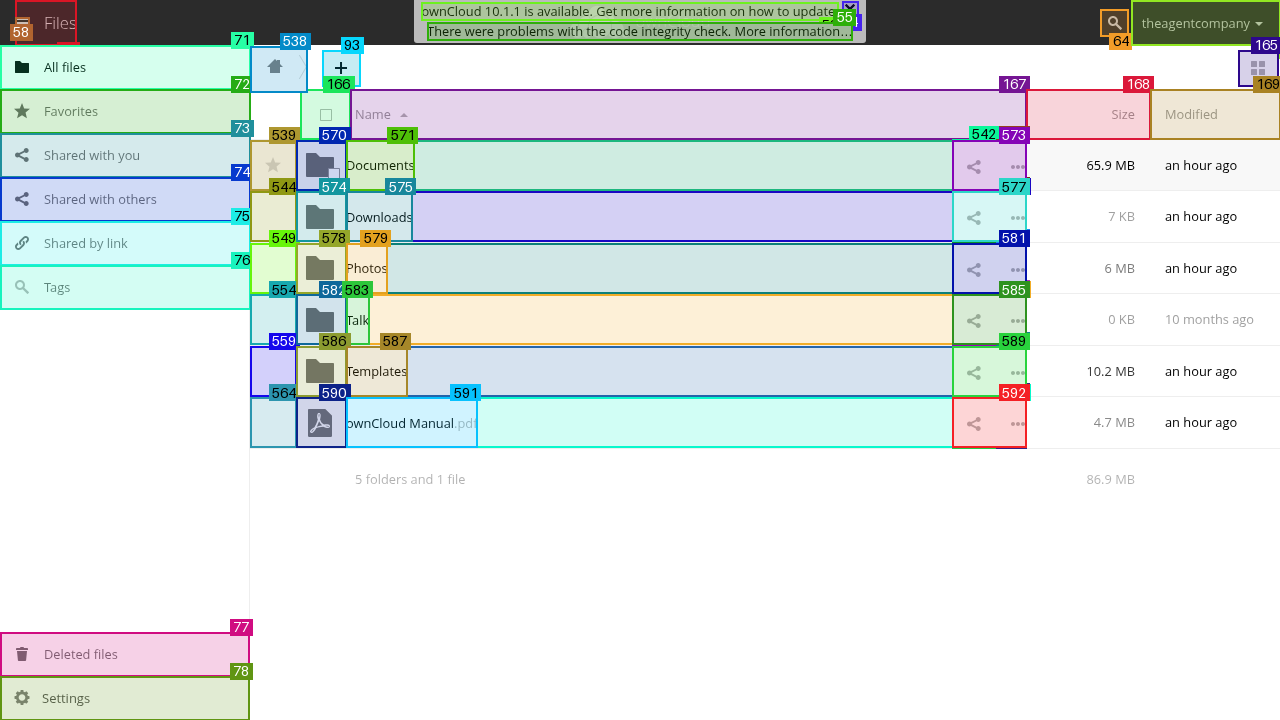 ownCloud 10.1.1 is available. Get more information on how to update.
There were problems with the code integrity check. More information...
55
Files
58
64
theagentcompany
71
All files
538
93
165
72
Favorites
166
167
168
169
Name
Size
Modified
73
Shared with you
539
570
571
542
573
Documents
65.9 MB
an hour ago
74
Shared with others
544
574
575
577
Downloads
7 KB
an hour ago
75
Shared by link
549
578
579
581
Photos
6 MB
an hour ago
76
Tags
554
582
583
585
Talk
0 KB
10 months ago
559
586
587
589
Templates
10.2 MB
an hour ago
564
590
591
592
ownCloud Manual.pdf
4.7 MB
an hour ago
5 folders and 1 file
86.9 MB
77
Deleted files
78
Settings